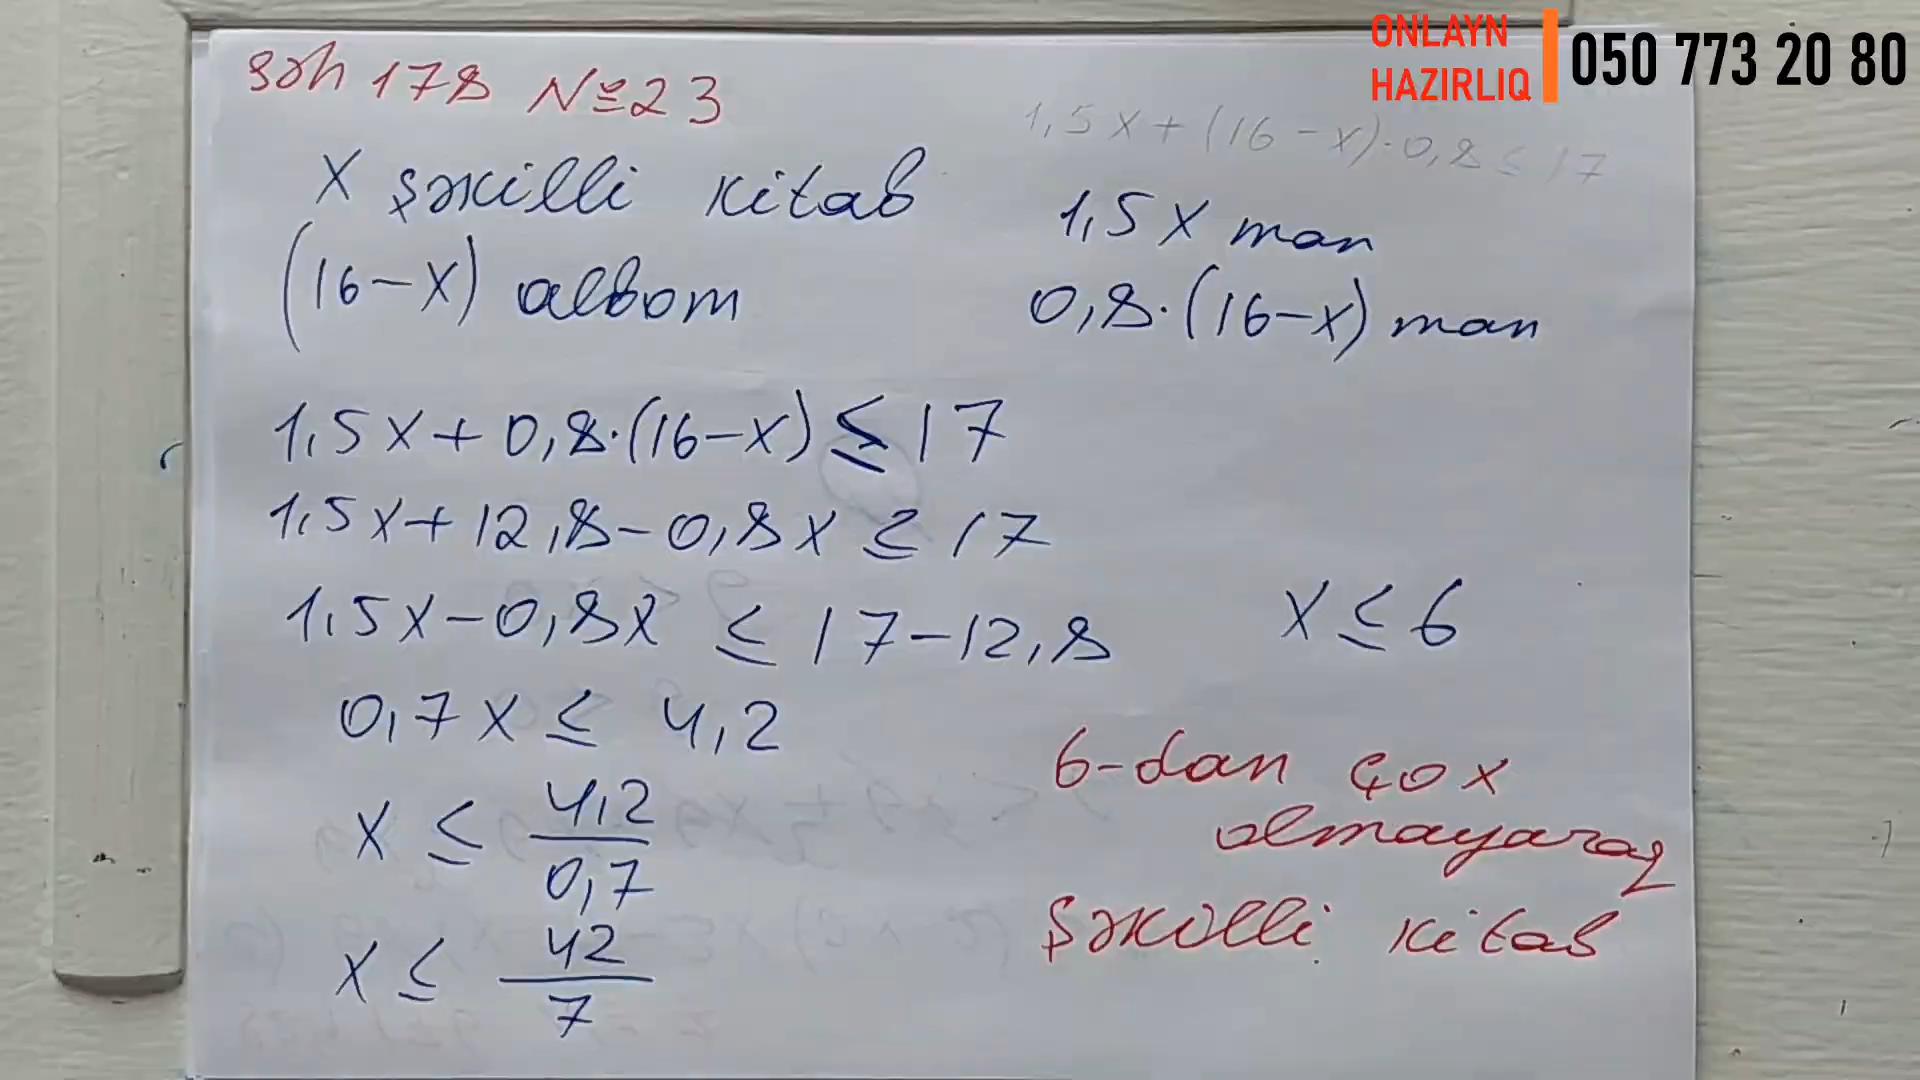 ONLAYN
HAZIRLIQ
050 773 20 80
səh 178 №23
1,5x+(16-x)·0,8≤17
x şəkilli kitab
1,5x man
(16-x) albom
0,8·(16-x) man
1,5x+0,8·(16-x)≤17
1,5x+12,8-0,8x≤17
1,5x-0,8x≤17-12,8
x≤6
0,7x≤4,2
6-dan çox
olmayaraq
şəkilli kitab
x≤4,2/0,7
x≤42/7